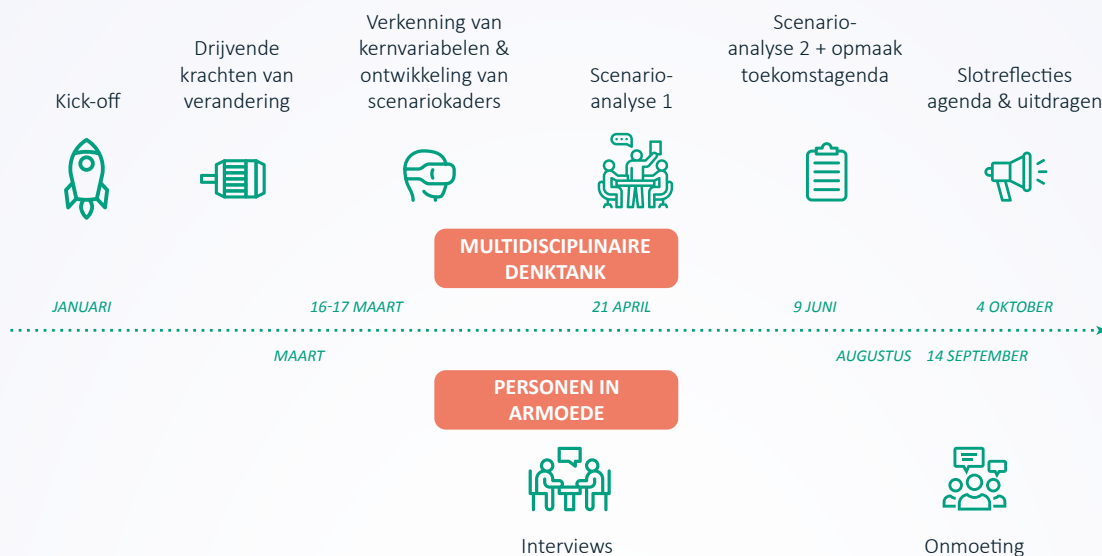 Kick-off
Drijvende
krachten van
verandering
Verkenning van
kernvariabelen &
ontwikkeling van
scenariokaders
Scenario-
analyse 1
Scenario-
analyse 2 + opmaak
toekomstagenda
Slotreflecties
agenda & uitdragen
MULTIDISCIPLINAIRE
DENKTANK
JANUARI
16-17 MAART
21 APRIL
9 JUNI
4 OKTOBER
MAART
AUGUSTUS
14 SEPTEMBER
PERSONEN IN
ARMOEDE
Interviews
Onmoeting